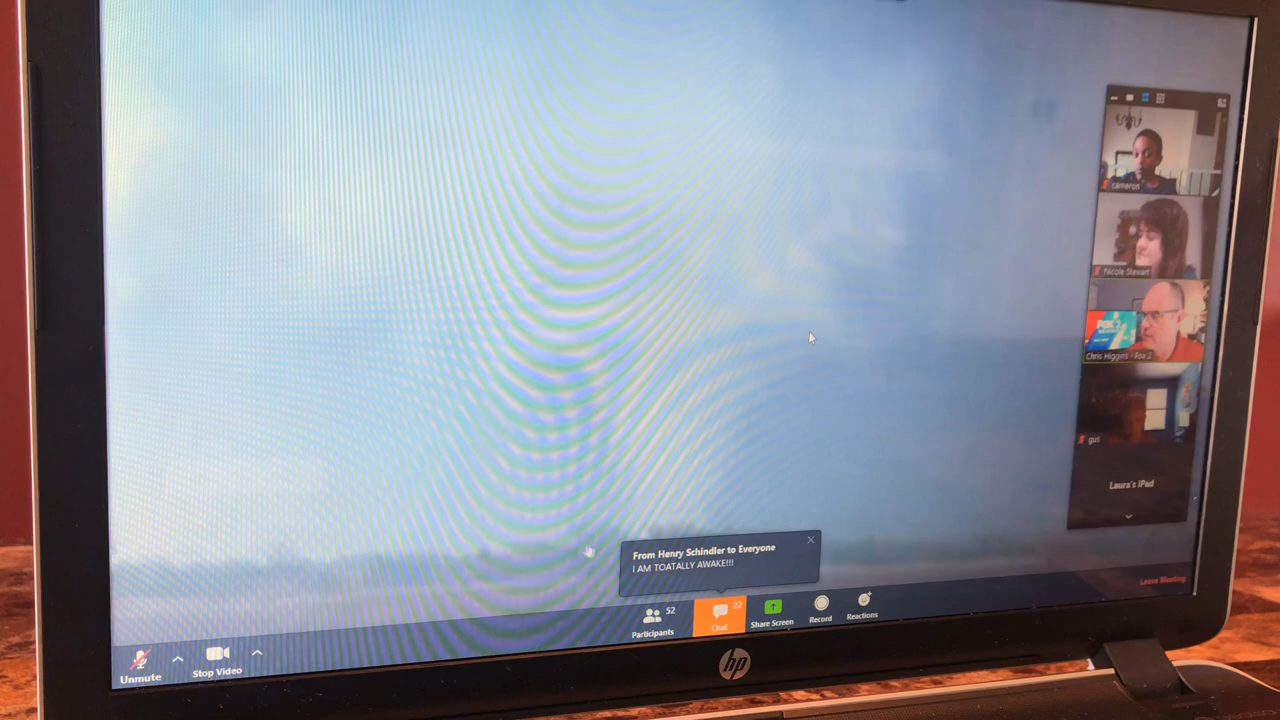 cameron
Nicole Stewart
FOX 2
Chris Higgins - Fox 2
gus
Laura's iPad
From Henry Schindler to Everyone
I AM TOATALLY AWAKE!!!
Leave Meeting
52
Participants
22
Chat
Share Screen
Record
Reactions
Unmute
Stop Video
hp